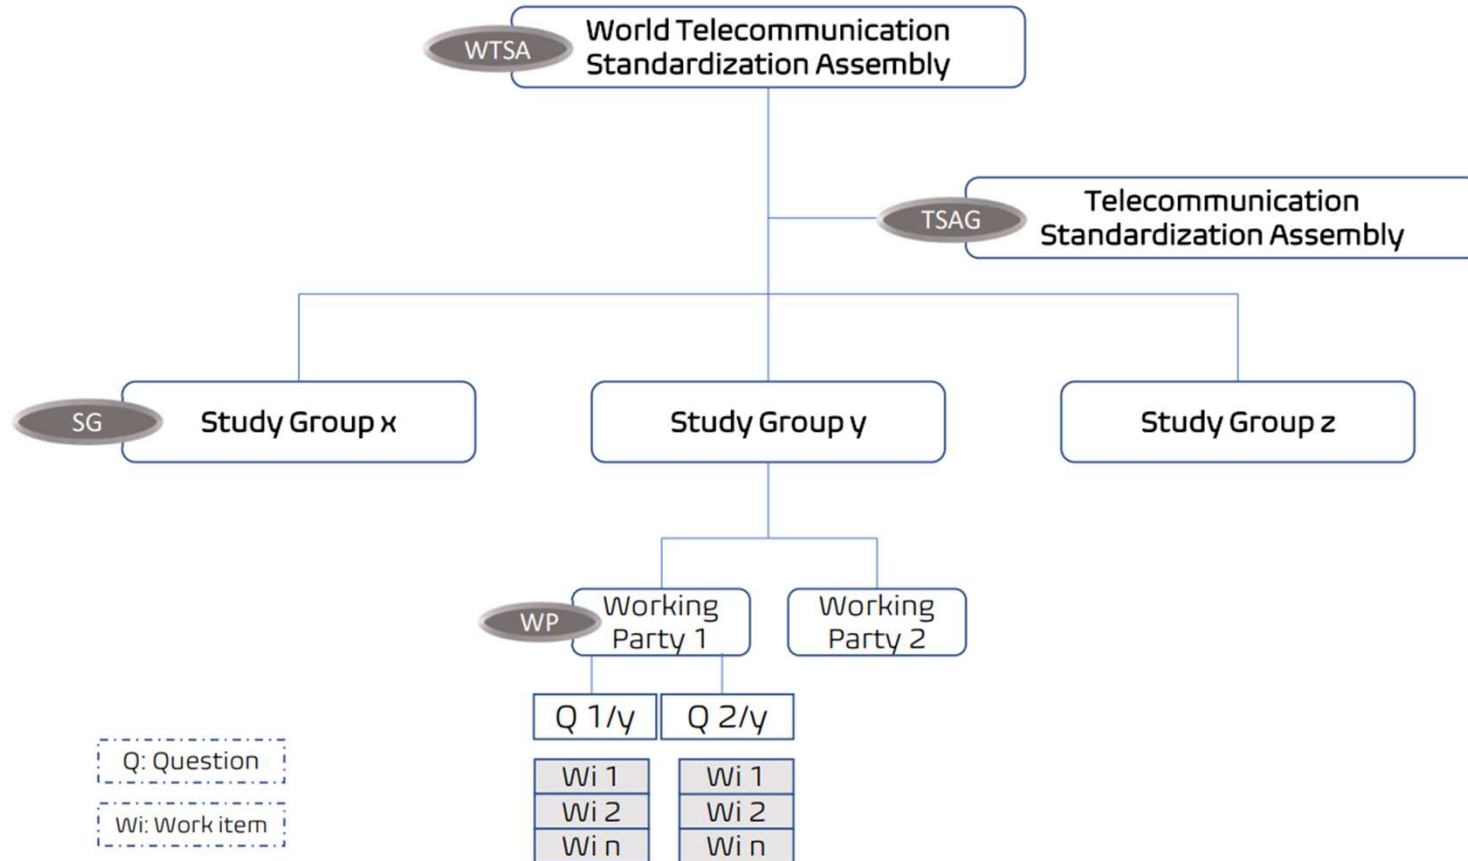 WTSA
World Telecommunication
Standardization Assembly
TSAG
Telecommunication
Standardization Assembly
SG
Study Group x
Study Group y
Study Group z
WP
Working
Party 1
Working
Party 2
Q 1/y
Q 2/y
Wi 1
Wi 2
Wi n
Wi 1
Wi 2
Wi n
Q: Question
Wi: Work item